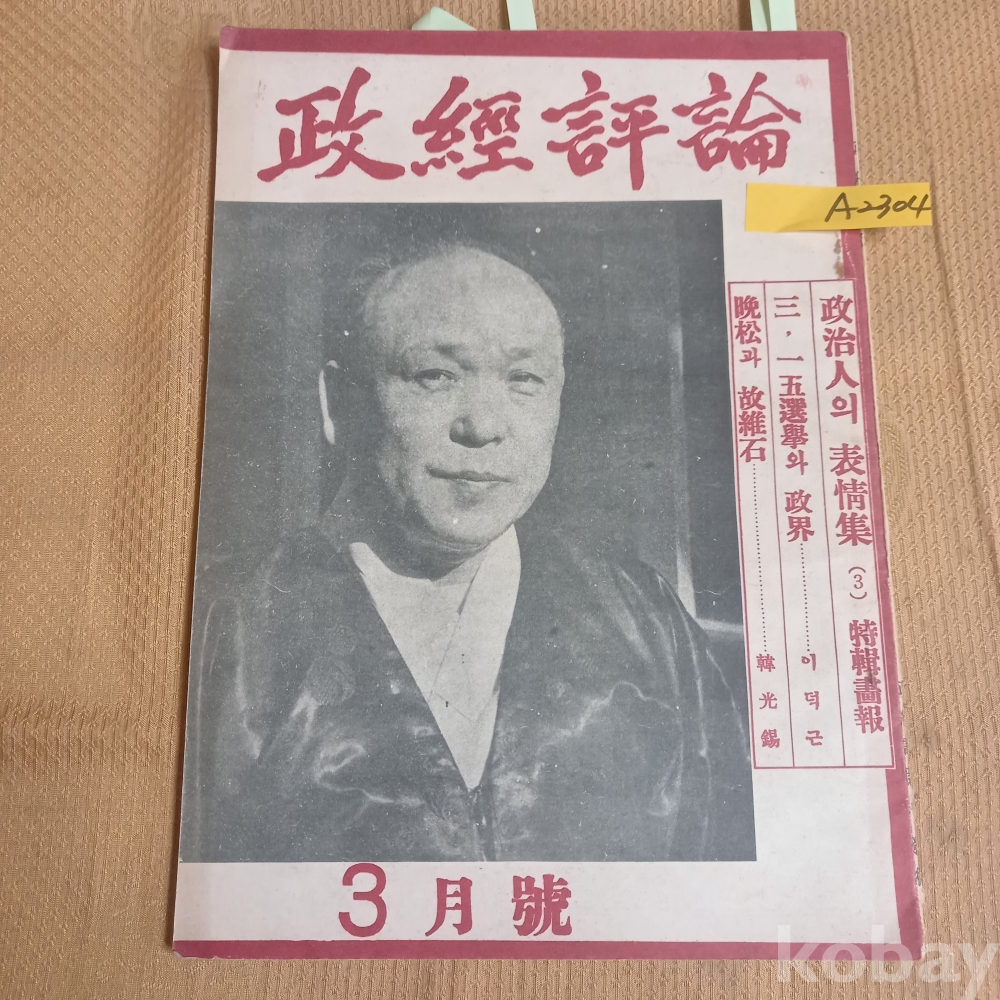 政經評論
A2304
政治人의 表情集 (3) 特輯畵報
三, 一五選擧와 政界……………이덕근
晩松과 故維石……………韓光錫
3月號
kobay